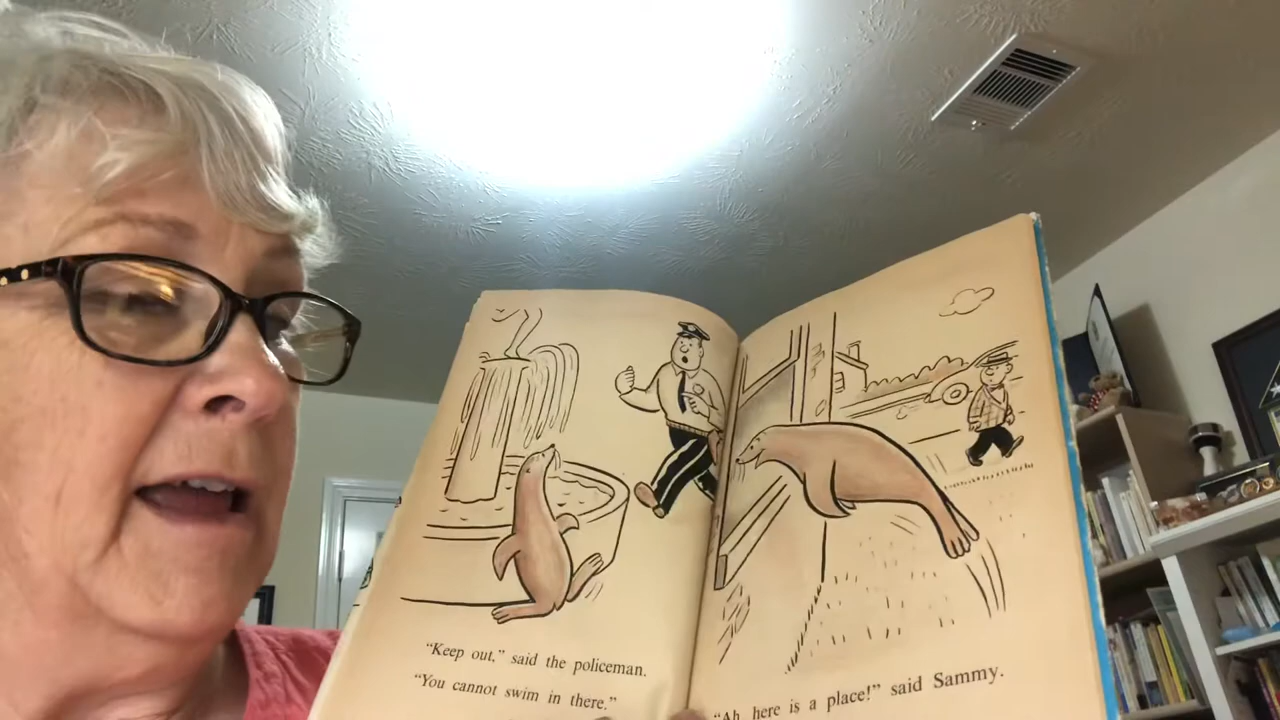 "Keep out," said the policeman.
"You cannot swim in there."
"Ah, here is a place!" said Sammy.